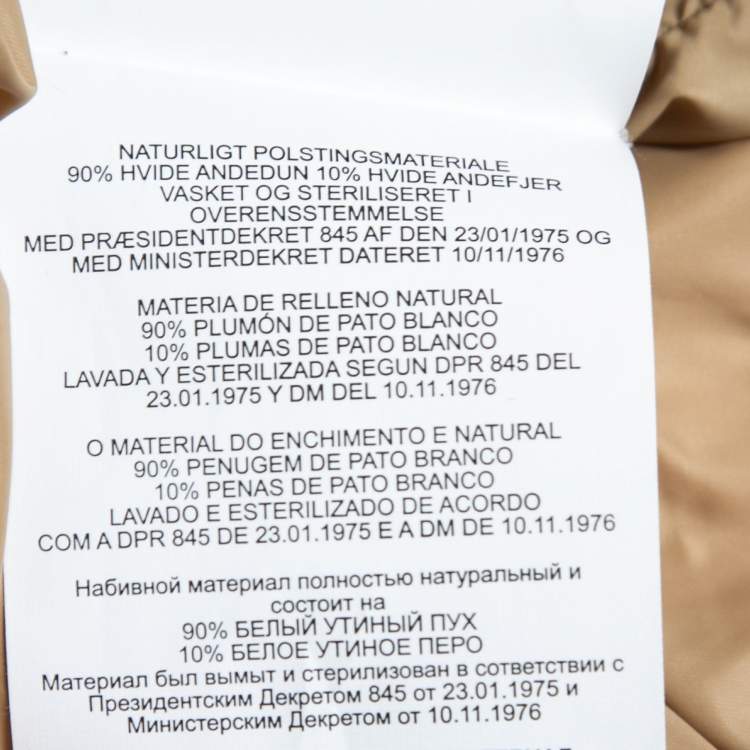 NATURLIGT POLSTINGSMATERIALE
90% HVIDE ANDEDUN 10% HVIDE ANDEFJER
VASKET OG STERILISERET I
OVERENSSTEMMELSE
MED PRÆSIDENTDEKRET 845 AF DEN 23/01/1975 OG
MED MINISTERDEKRET DATERET 10/11/1976
MATERIA DE RELLENO NATURAL
90% PLUMÓN DE PATO BLANCO
10% PLUMAS DE PATO BLANCO
LAVADA Y ESTERILIZADA SEGUN DPR 845 DEL
23.01.1975 Y DM DEL 10.11.1976
O MATERIAL DO ENCHIMENTO E NATURAL
90% PENUGEM DE PATO BRANCO
10% PENAS DE PATO BRANCO
LAVADO E ESTERILIZADO DE ACORDO
COM A DPR 845 DE 23.01.1975 E A DM DE 10.11.1976
Набивной материал полностью натуральный и
состоит на
90% БЕЛЫЙ УТИНЫЙ ПУХ
10% БЕЛОЕ УТИНОЕ ПЕРО
Материал был вымыт и стерилизован в соответствии с
Президентским Декретом 845 от 23.01.1975 и
Министерским Декретом от 10.11.1976